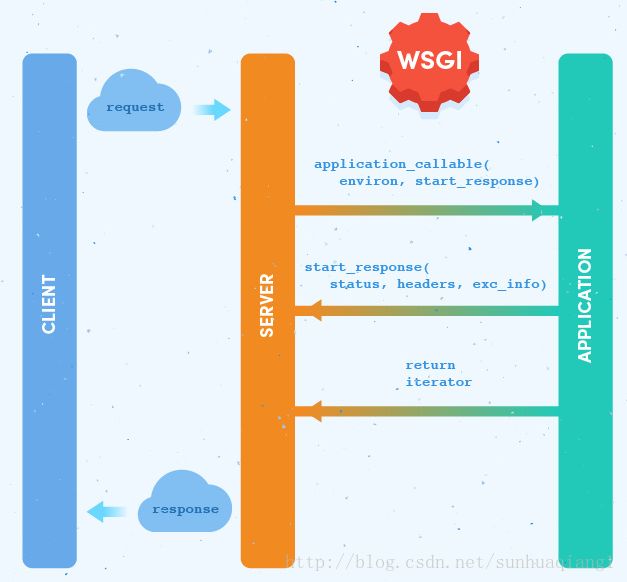 WSGI
request
application_callable(
environ, start_response)
CLIENT
SERVER
APPLICATION
start_response(
status, headers, exc_info)
return
iterator
response
http://blog.csdn.net/sunhuaqiang1